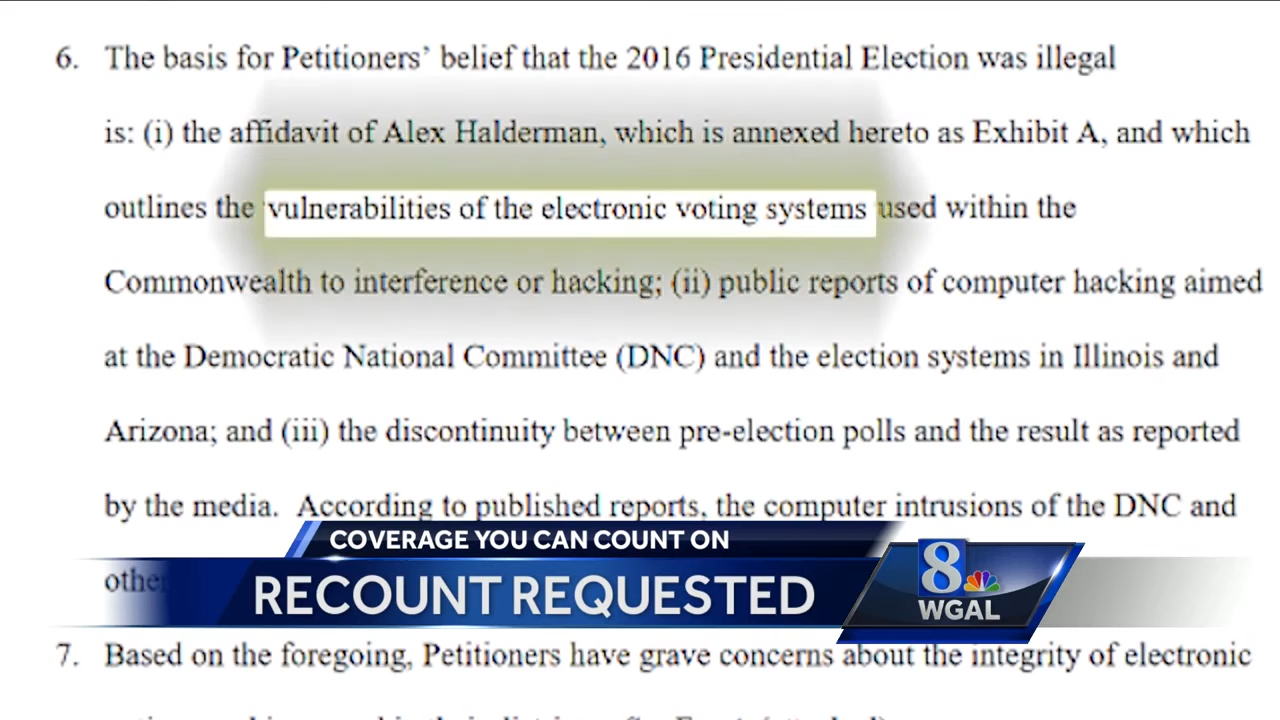 6. The basis for Petitioners' belief that the 2016 Presidential Election was illegal
is: (i) the affidavit of Alex Halderman, which is annexed hereto as Exhibit A, and which
outlines the vulnerabilities of the electronic voting systems used within the
Commonwealth to interference or hacking; (ii) public reports of computer hacking aimed
at the Democratic National Committee (DNC) and the election systems in Illinois and
Arizona; and (iii) the discontinuity between pre-election polls and the result as reported
by the media. According to published reports, the computer intrusions of the DNC and
COVERAGE YOU CAN COUNT ON
RECOUNT REQUESTED
8
WGAL
7. Based on the foregoing, Petitioners have grave concerns about the integrity of electronic